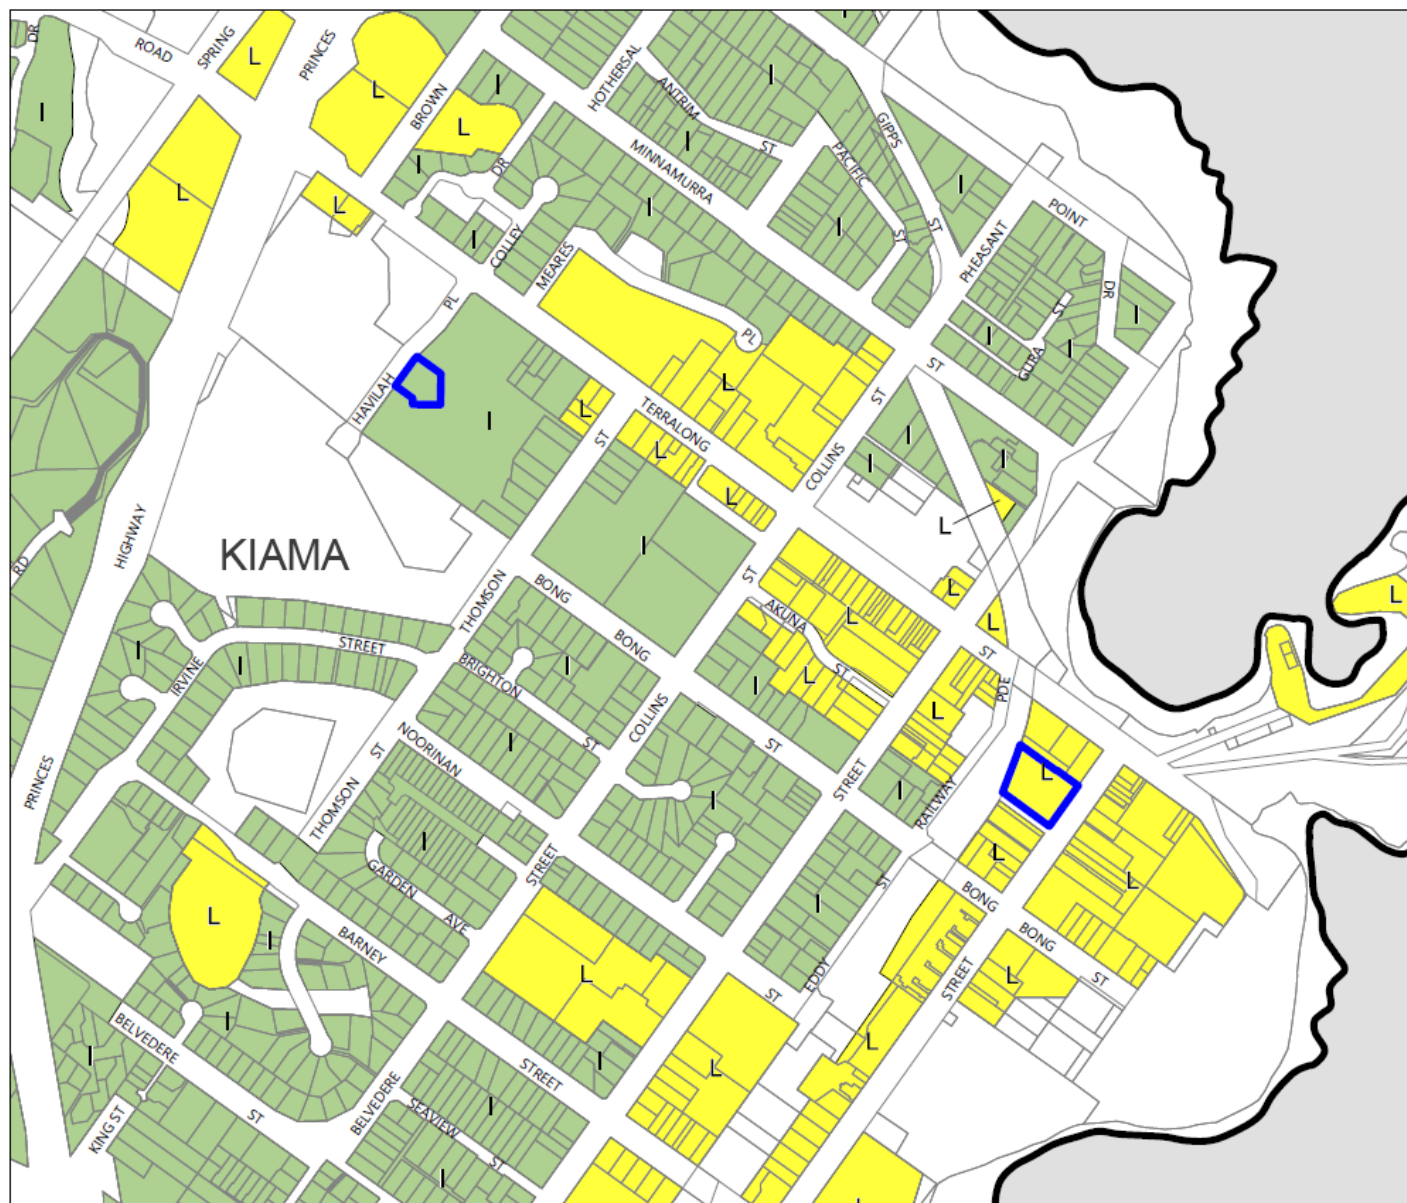 DR
ROAD
SPRING
L
PRINCES
L
BROWN
I
L
HOTHERSAL
I
ANTRIM
ST
I
GIPPS
I
L
L
I
DR
MINNAMURRA
PACIFIC
I
ST
I
ST
POINT
PHEASANT
I
COLLEY
MEARES
I
PL
DR
ST
I
I
I
GURA
PL
ST
HAVILAH
I
L
ST
TERRALONG
L
L
L
ST
COLLINS
I
I
I
L
HIGHWAY
RD
KIAMA
I
THOMSON
BONG
BONG
ST
AKUNA
ST
L
L
L
L
L
I
I
IRVINE
STREET
BRIGHTON
ST
I
I
COLLINS
ST
I
L
PDE
L
NOORINAN
ST
THOMSON
PRINCES
I
STREET
I
RAILWAY
L
L
I
GARDEN
AVE
STREET
I
ST
BONG
BONG
ST
L
I
BARNEY
L
ST
EDDY
STREET
L
BELVEDERE
ST
I
I
STREET
I
L
L
KING ST
BELVEDERE
SEAVIEW
ST
I
I
L